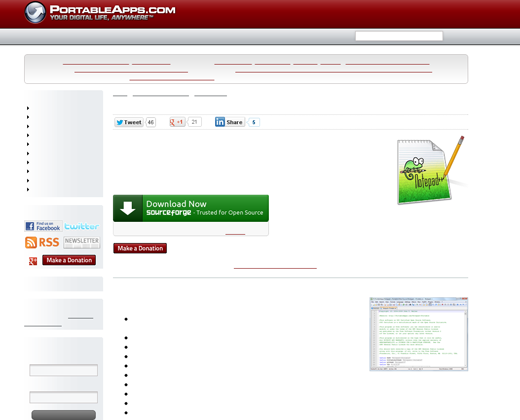 PORTABLEAPPS.COM
YOUR DIGITAL LIFE, ANYWHERE™
Tweet 46
+1 21
Share 5
Notepad++
Download Now
SOURCEFORGE - Trusted for Open Source
Make a Donation
Find us on
Facebook
twitter
RSS
NEWSLETTER
Make a Donation